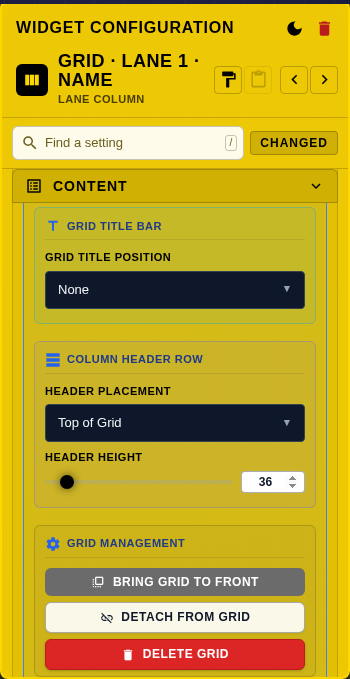 WIDGET CONFIGURATION
GRID · LANE 1 ·
NAME
LANE COLUMN
Find a setting
/
CHANGED
CONTENT
GRID TITLE BAR
GRID TITLE POSITION
None
COLUMN HEADER ROW
HEADER PLACEMENT
Top of Grid
HEADER HEIGHT
36
GRID MANAGEMENT
BRING GRID TO FRONT
DETACH FROM GRID
DELETE GRID